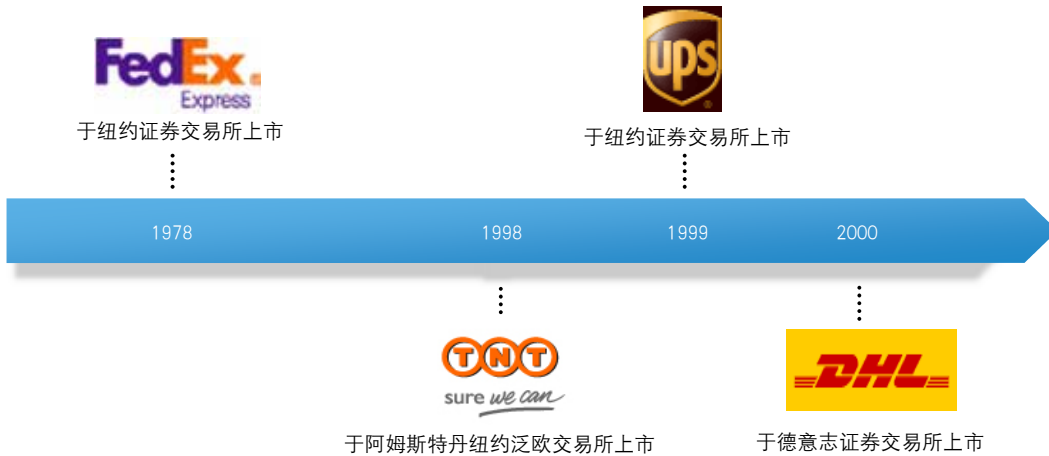 FedEx
Express
于纽约证券交易所上市
ups
于纽约证券交易所上市
1978
1998
1999
2000
TNT
sure we can
于阿姆斯特丹纽约泛欧交易所上市
DHL
于德意志证券交易所上市